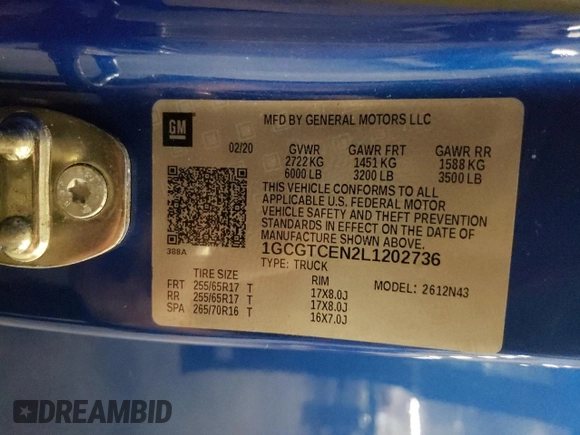 GM
MFD BY GENERAL MOTORS LLC
02/20 GVWR GAWR FRT GAWR RR
2722 KG 1451 KG 1588 KG
6000 LB 3200 LB 3500 LB
THIS VEHICLE CONFORMS TO ALL
APPLICABLE U.S. FEDERAL MOTOR
VEHICLE SAFETY AND THEFT PREVENTION
STANDARDS IN EFFECT ON THE DATE OF
MANUFACTURE SHOWN ABOVE.
388A
1GCGTCEN2L1202736
TYPE: TRUCK
TIRE SIZE RIM MODEL: 2612N43
FRT 255/65R17 T 17X8.0J
RR 255/65R17 T 17X8.0J
SPA 265/70R16 T 16X7.0J
DREAMBID